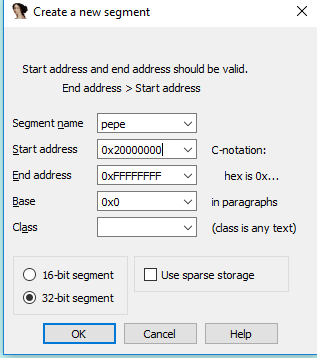 Create a new segment
Start address and end address should be valid.
End address > Start address
Segment name pepe
Start address 0x20000000 C-notation:
End address 0xFFFFFFFF hex is 0x...
Base 0x0 in paragraphs
Class (class is any text)
16-bit segment Use sparse storage
32-bit segment
OK Cancel Help